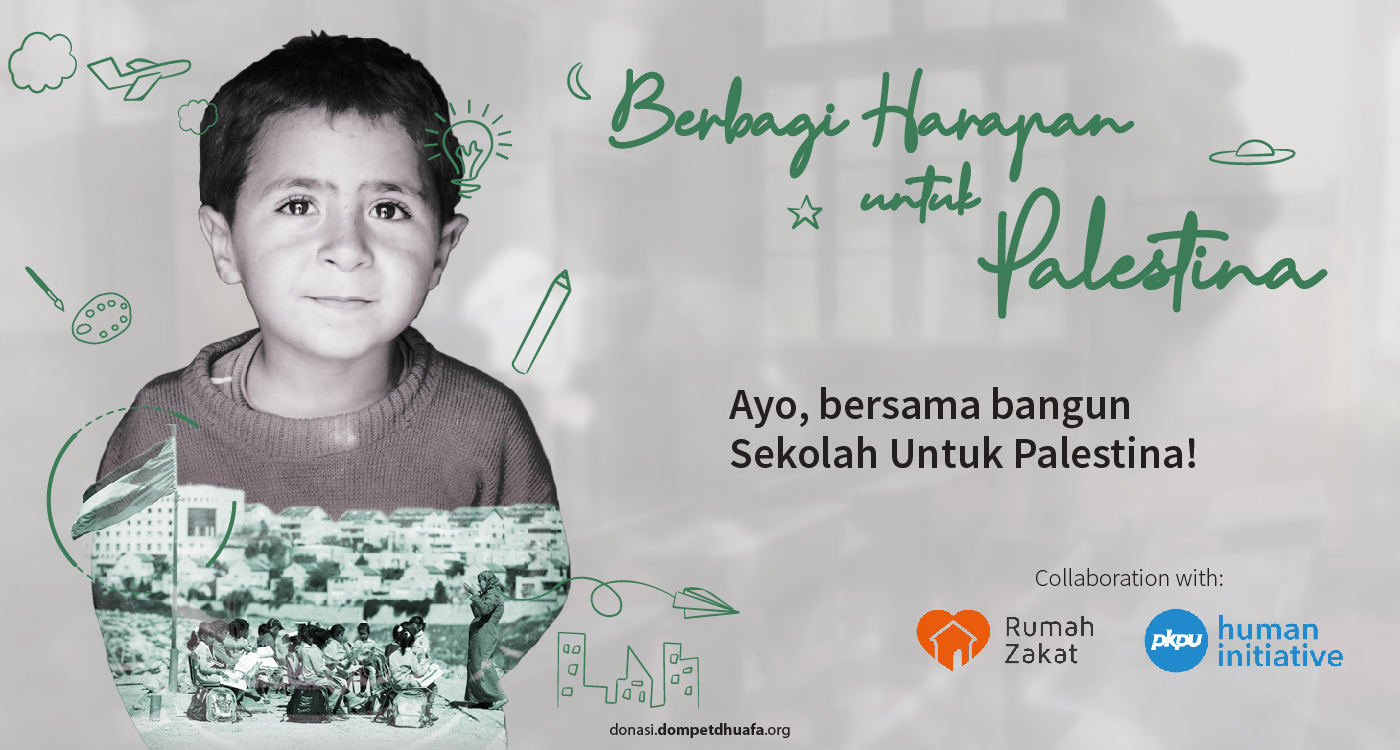 Berbagi Harapan
untuk
Palestina
Ayo, bersama bangun
Sekolah Untuk Palestina!
Collaboration with:
Rumah
Zakat
pkpu
human
initiative
donasi.dompetdhuafa.org